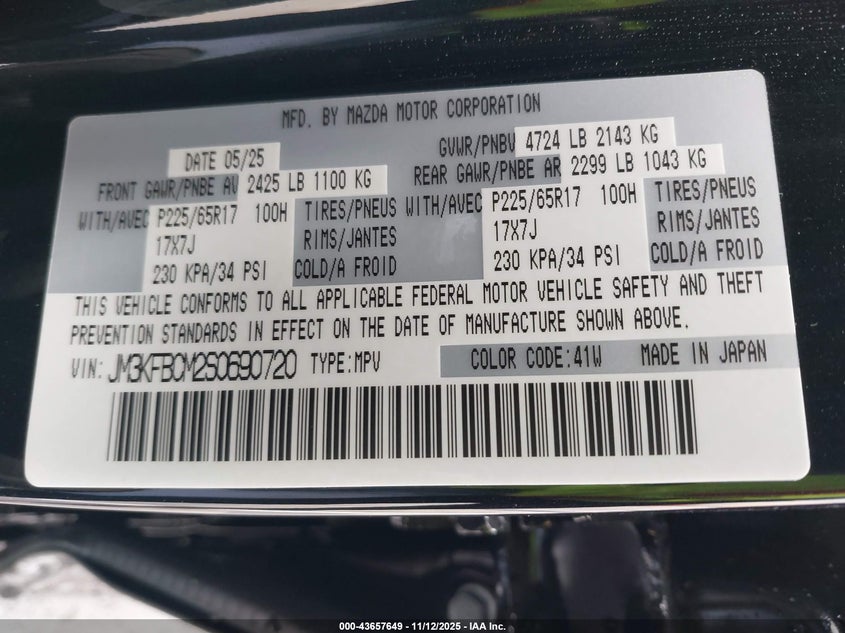 MFD. BY MAZDA MOTOR CORPORATION
DATE 05/25 GVWR/PNBV 4724 LB 2143 KG
FRONT GAWR/PNBE AV 2425 LB 1100 KG REAR GAWR/PNBE AR 2299 LB 1043 KG
WITH/AVEC P225/65R17 100H TIRES/PNEUS WITH/AVEC P225/65R17 100H TIRES/PNEUS
17X7J RIMS/JANTES 17X7J RIMS/JANTES
230 KPA/34 PSI COLD/A FROID 230 KPA/34 PSI COLD/A FROID
THIS VEHICLE CONFORMS TO ALL APPLICABLE FEDERAL MOTOR VEHICLE SAFETY AND THEFT
PREVENTION STANDARDS IN EFFECT ON THE DATE OF MANUFACTURE SHOWN ABOVE.
VIN: JM3KFBCM2S0690720 TYPE:MPV COLOR CODE:41W MADE IN JAPAN
000-43657649 - 11/12/2025 - IAA Inc.